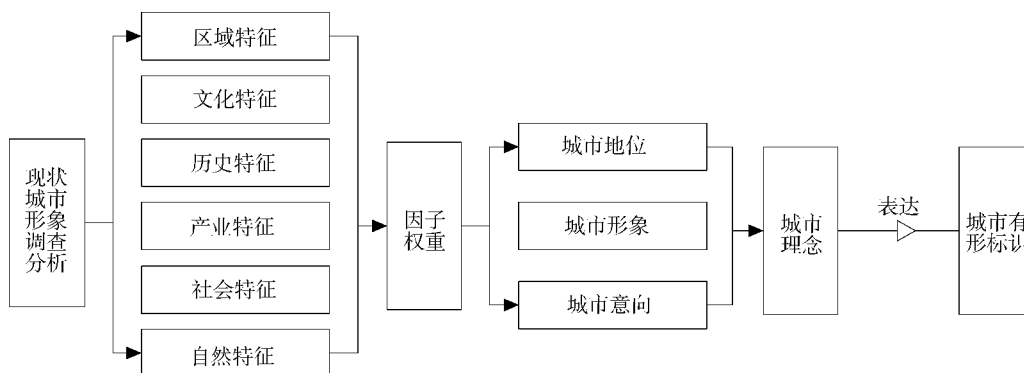 现状
城市
形象
调查
分析
区域特征
文化特征
历史特征
产业特征
社会特征
自然特征
因子
权重
城市地位
城市形象
城市意向
城市
理念
表达
城市有
形标